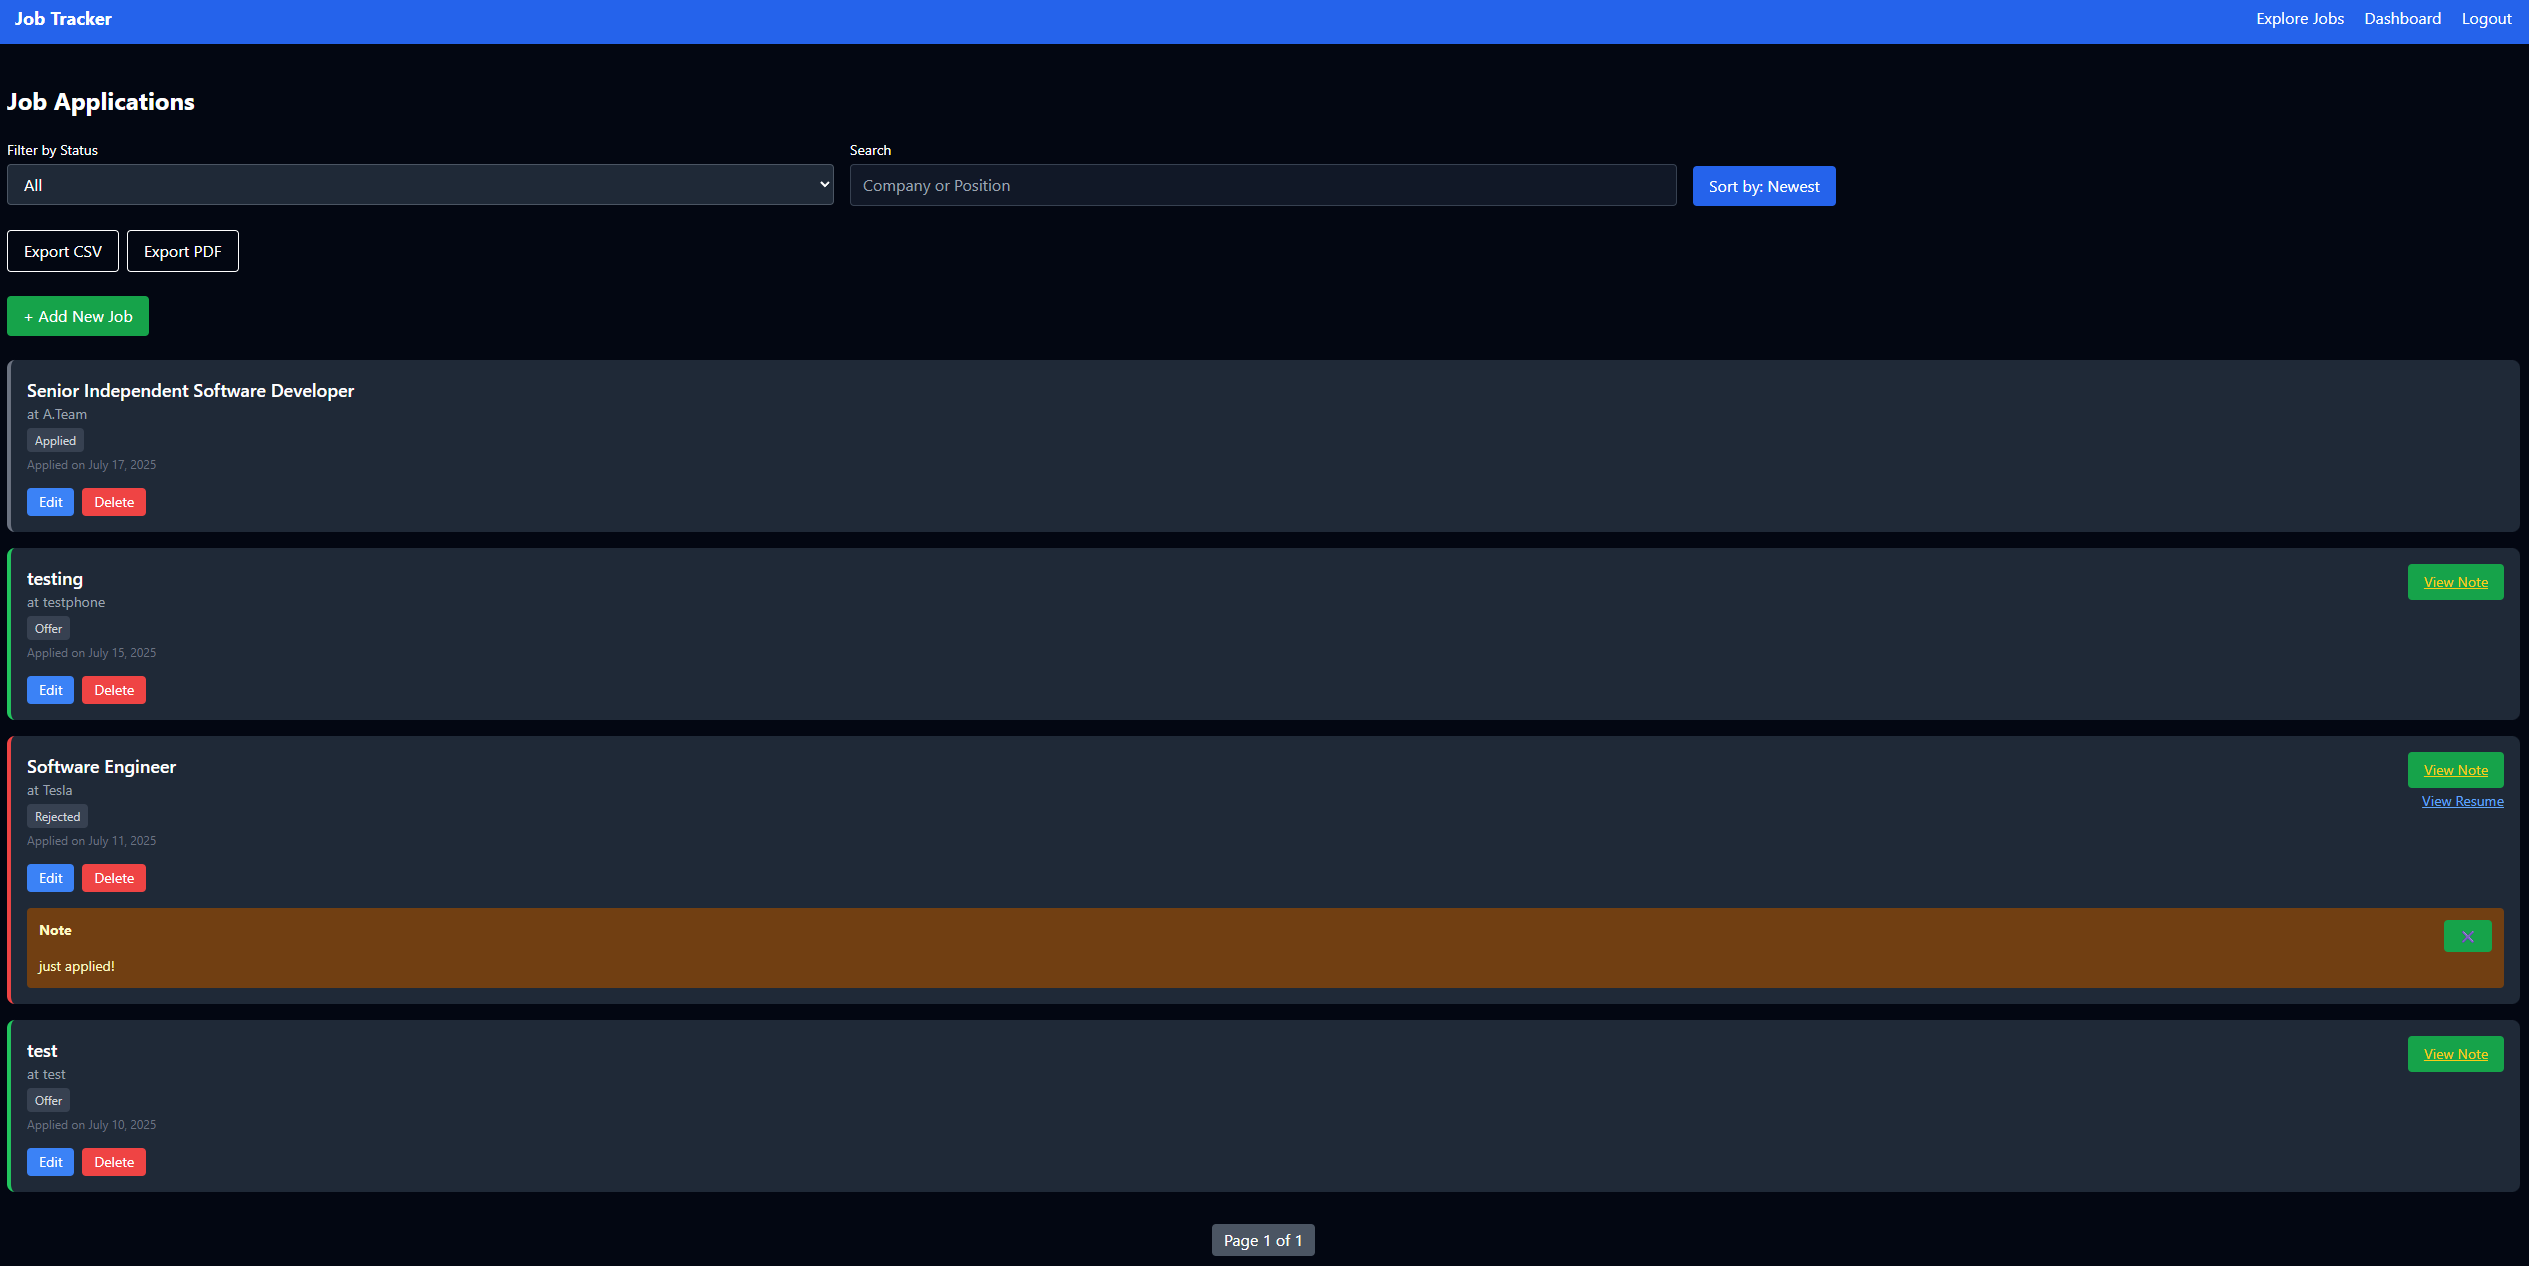 Job Tracker
Explore Jobs
Dashboard
Logout
Job Applications
Filter by Status
All
Search
Company or Position
Sort by: Newest
Export CSV
Export PDF
+ Add New Job
Senior Independent Software Developer
at A.Team
Applied
Applied on July 17, 2025
Edit
Delete
testing
at testphone
Offer
Applied on July 15, 2025
Edit
Delete
View Note
Software Engineer
at Tesla
Rejected
Applied on July 11, 2025
Edit
Delete
View Note
View Resume
Note
just applied!
test
at test
Offer
Applied on July 10, 2025
Edit
Delete
View Note
Page 1 of 1